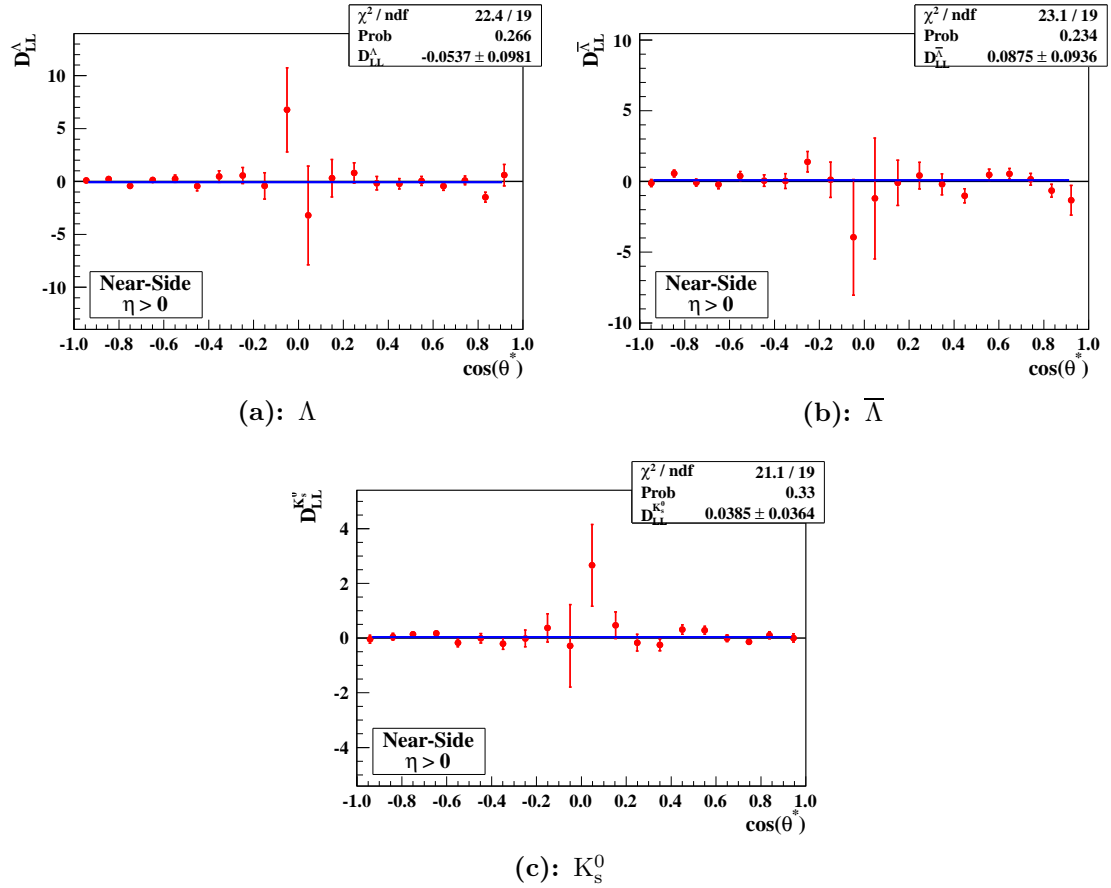 χ² / ndf 22.4 / 19
Prob 0.266
D_LL^Λ -0.0537 ± 0.0981
D_LL^Λ
10
5
0
-5
-10
Near-Side
η > 0
-1.0 -0.8 -0.6 -0.4 -0.2 0.0 0.2 0.4 0.6 0.8 1.0
cos(θ*)
(a): Λ
χ² / ndf 23.1 / 19
Prob 0.234
D_LL^Λ̅ 0.0875 ± 0.0936
D_LL^Λ̅
10
5
0
-5
-10
Near-Side
η > 0
-1.0 -0.8 -0.6 -0.4 -0.2 0.0 0.2 0.4 0.6 0.8 1.0
cos(θ*)
(b): Λ̅
χ² / ndf 21.1 / 19
Prob 0.33
D_LL^K_s^0 0.0385 ± 0.0364
D_LL^K_s^0
4
2
0
-2
-4
Near-Side
η > 0
-1.0 -0.8 -0.6 -0.4 -0.2 0.0 0.2 0.4 0.6 0.8 1.0
cos(θ*)
(c): K_s^0